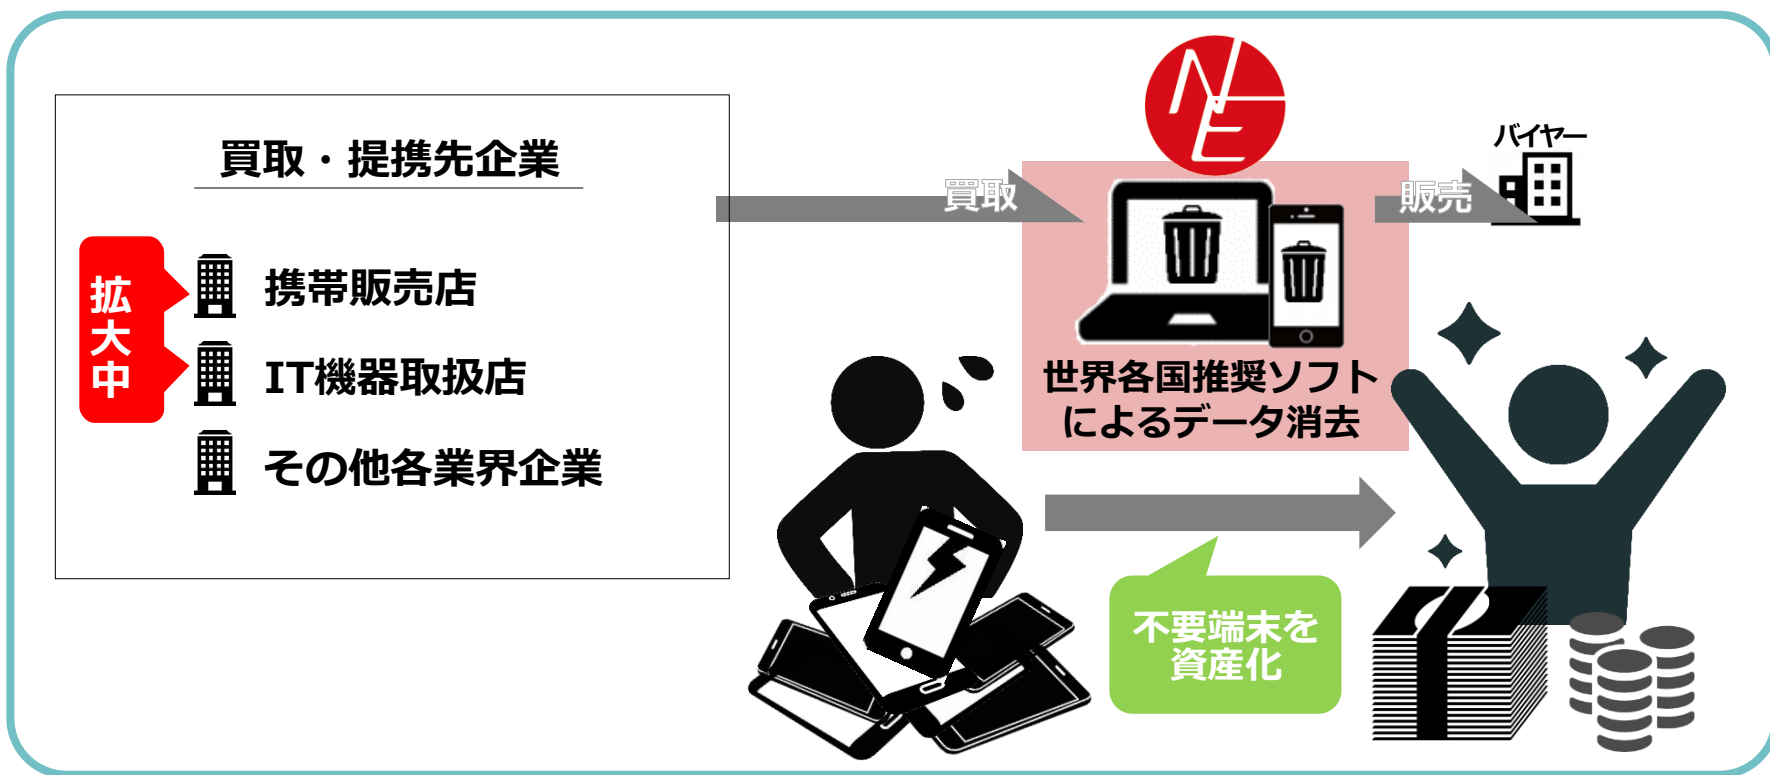 買取・提携先企業
拡大中
携帯販売店
IT機器取扱店
その他各業界企業
買取
NE
世界各国推奨ソフト
によるデータ消去
販売
バイヤー
不要端末を
資産化